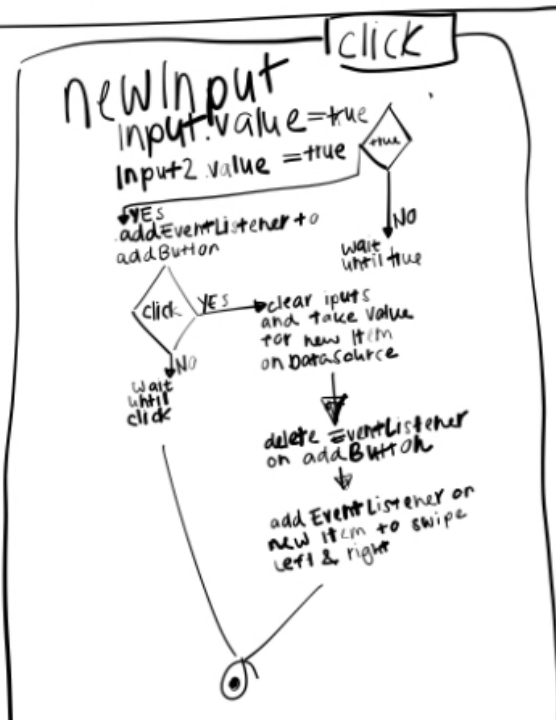 click
newInput
input.value=true
Input2.value=true
true
YES
addEventListener to
addButton
NO
wait
until true
click
YES
clear iputs
and take value
for new Item
on Datasource
NO
wait
until
click
delete EventListener
on addButton
add EventListener on
new Item to swipe
left & right